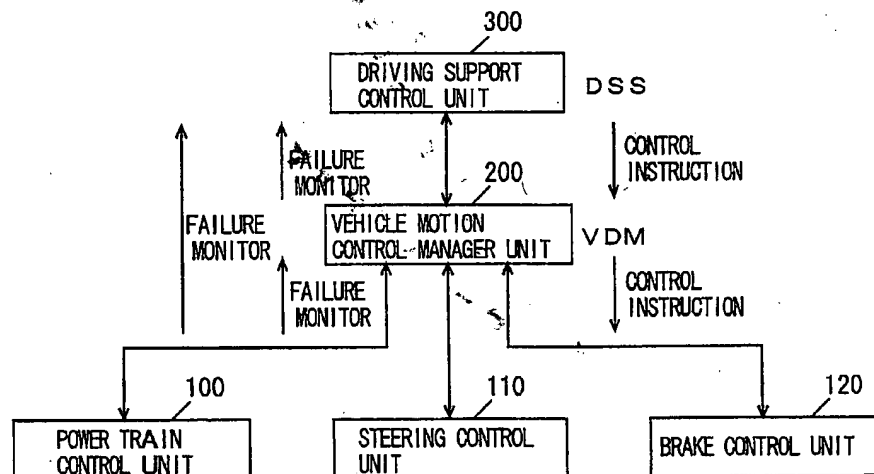 300
DRIVING SUPPORT
CONTROL UNIT
DSS
FAILURE
MONITOR
CONTROL
INSTRUCTION
200
VEHICLE MOTION
CONTROL MANAGER UNIT
VDM
FAILURE
MONITOR
FAILURE
MONITOR
CONTROL
INSTRUCTION
100
POWER TRAIN
CONTROL UNIT
110
STEERING CONTROL
UNIT
120
BRAKE CONTROL UNIT